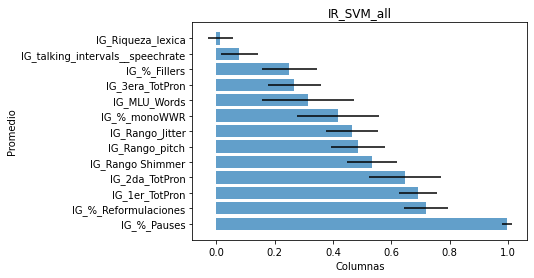 IR_SVM_all
IG_Riqueza_lexica
IG_talking_intervals__speechrate
IG_%_Fillers
IG_3era_TotPron
IG_MLU_Words
IG_%_monoWWR
IG_Rango_Jitter
IG_Rango_pitch
IG_Rango Shimmer
IG_2da_TotPron
IG_1er_TotPron
IG_%_Reformulaciones
IG_%_Pauses
Promedio
0.0 0.2 0.4 0.6 0.8 1.0
Columnas